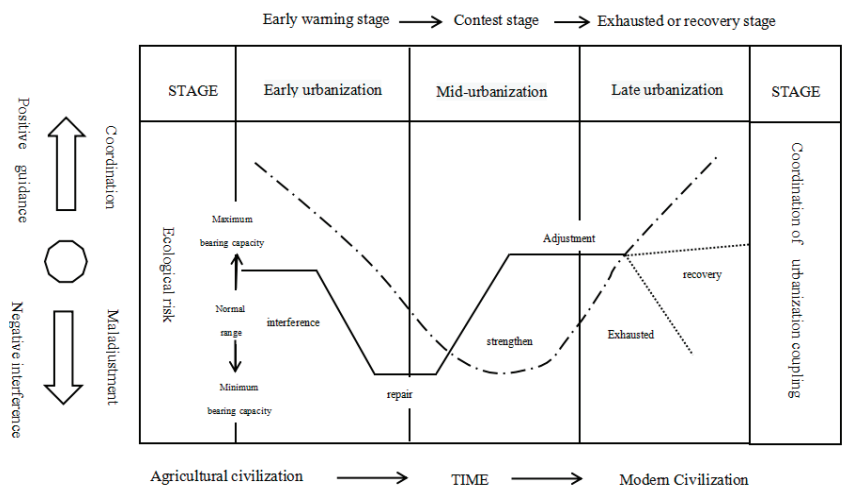 Early warning stage
Contest stage
Exhausted or recovery stage
STAGE
Early urbanization
Mid-urbanization
Late urbanization
STAGE
Positive guidance
Coordination
Negative interference
Maladjustment
Ecological risk
Maximum
bearing capacity
Normal
range
Minimum
bearing capacity
interference
repair
strengthen
Adjustment
recovery
Exhausted
Coordination of urbanization coupling
Agricultural civilization
TIME
Modern Civilization